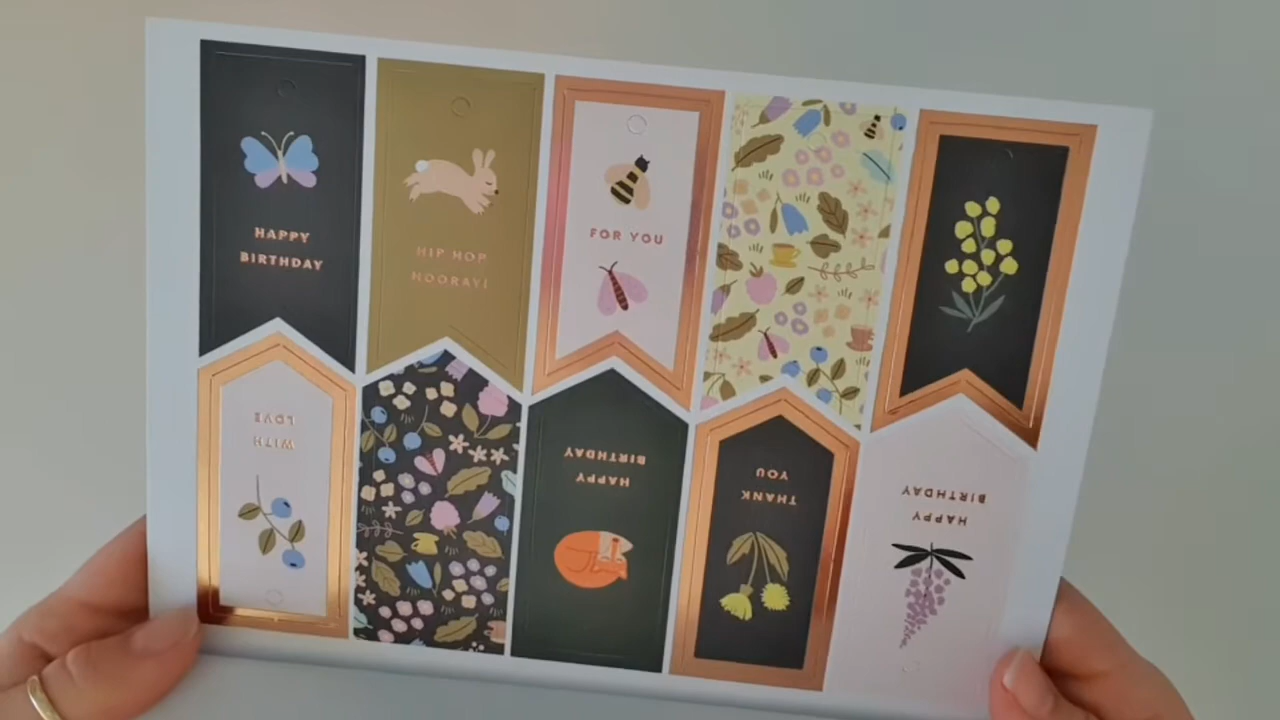 HAPPY
BIRTHDAY
HIP HOP
HOORAY!
FOR YOU
WITH
LOVE
HAPPY
BIRTHDAY
THANK
YOU
HAPPY
BIRTHDAY